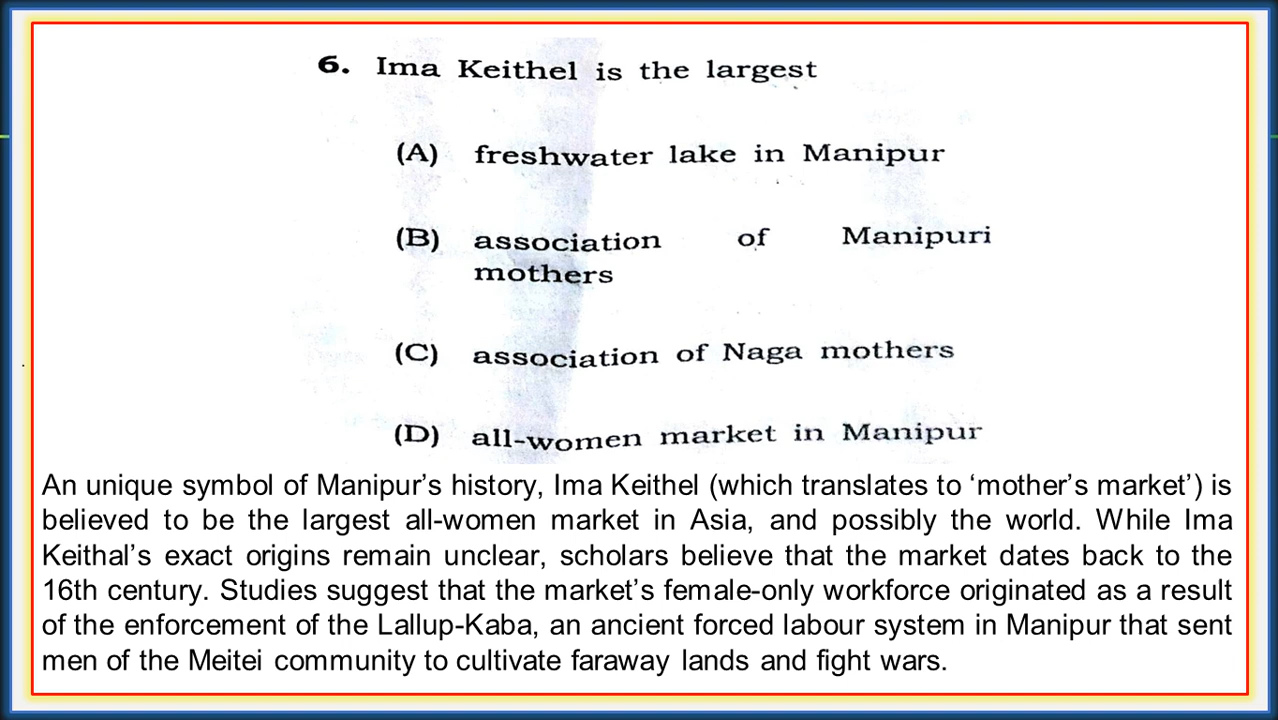 6. Ima Keithel is the largest
(A) freshwater lake in Manipur
(B) association of Manipuri
mothers
(C) association of Naga mothers
(D) all-women market in Manipur
An unique symbol of Manipur’s history, Ima Keithel (which translates to ‘mother’s market’) is
believed to be the largest all-women market in Asia, and possibly the world. While Ima
Keithal’s exact origins remain unclear, scholars believe that the market dates back to the
16th century. Studies suggest that the market’s female-only workforce originated as a result
of the enforcement of the Lallup-Kaba, an ancient forced labour system in Manipur that sent
men of the Meitei community to cultivate faraway lands and fight wars.